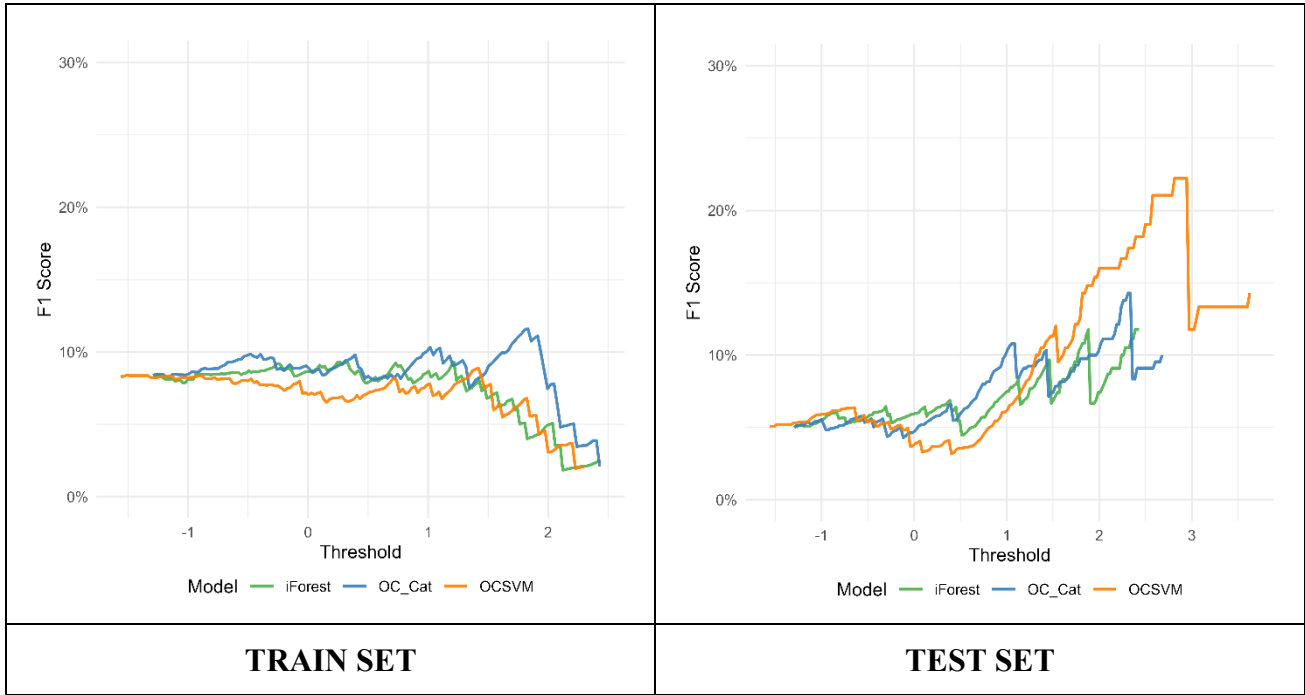 30%
20%
10%
0%
F1 Score
-1 0 1 2
Threshold
Model iForest OC_Cat OCSVM
TRAIN SET
30%
20%
10%
0%
F1 Score
-1 0 1 2 3
Threshold
Model iForest OC_Cat OCSVM
TEST SET